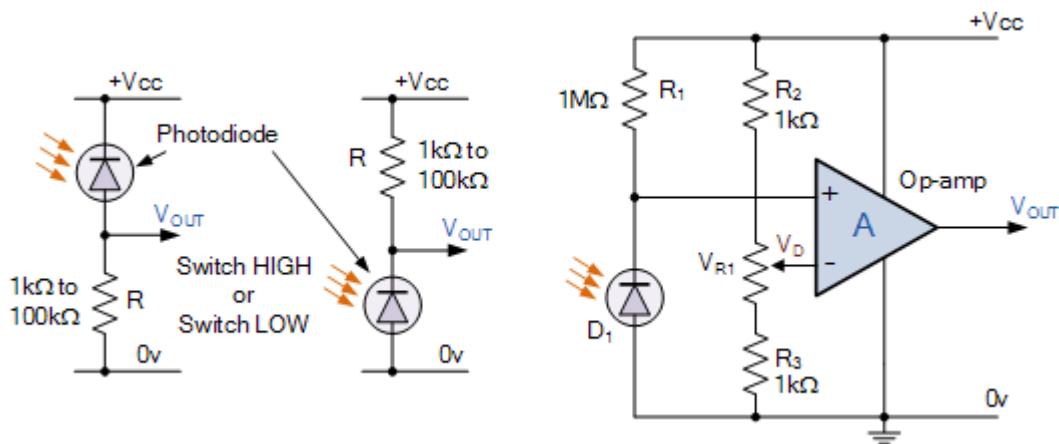 +Vcc
Photodiode
VOUT
1kΩ to
100kΩ
R
0v
Switch HIGH
or
Switch LOW
+Vcc
R
1kΩ to
100kΩ
VOUT
0v
+Vcc
1MΩ
R1
R2
1kΩ
Op-amp
+
A
-
VOUT
VR1
VD
D1
R3
1kΩ
0v